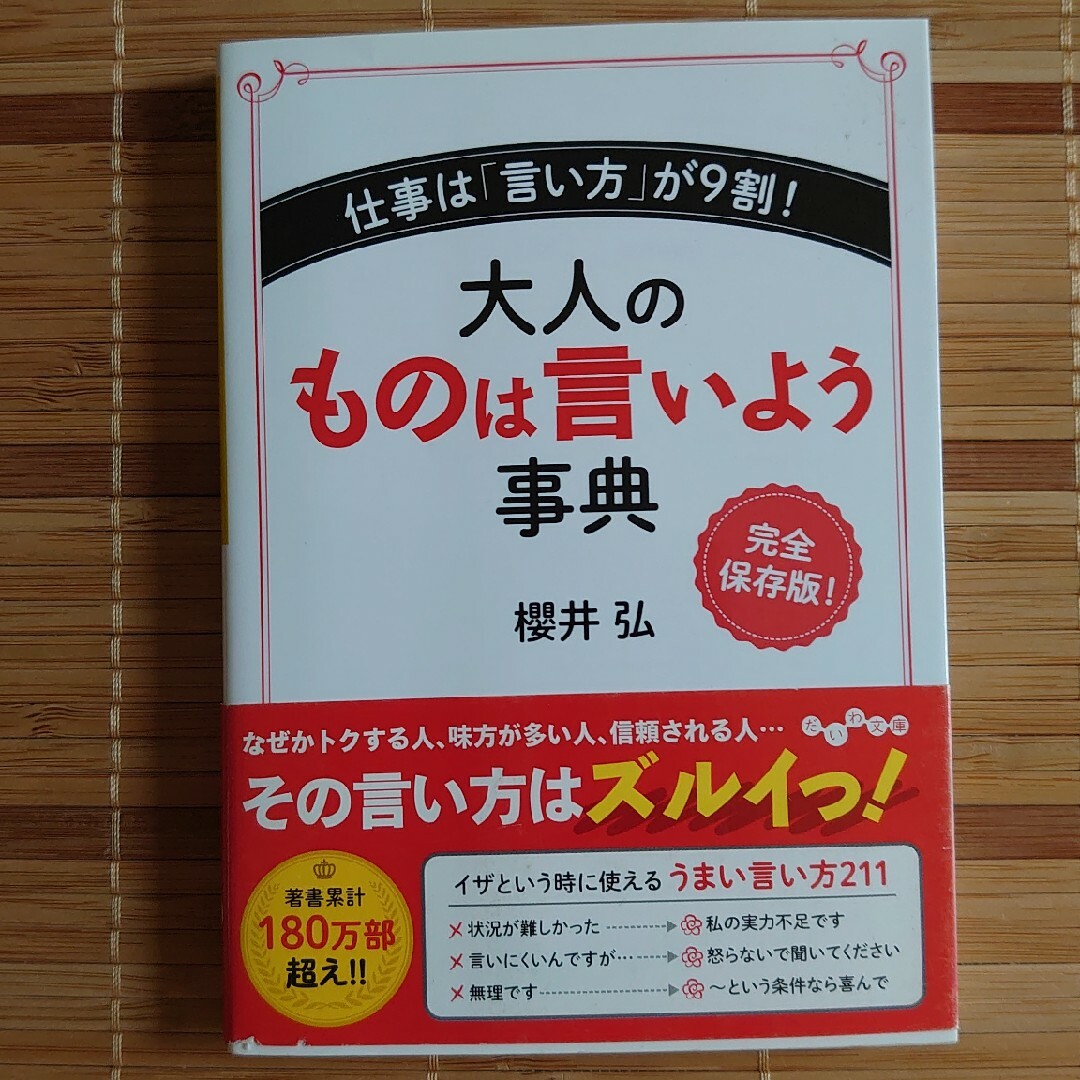 仕事は「言い方」が9割!
大人の
ものは言いよう
事典
完全
保存版!
櫻井 弘
なぜかトクする人、味方が多い人、信頼される人…
だいわ文庫
その言い方はズルイっ!
著書累計
180万部
超え!!
イザという時に使えるうまい言い方211
×状況が難しかった 私の実力不足です
×言いにくいんですが… 怒らないで聞いてください
×無理です 〜という条件なら喜んで